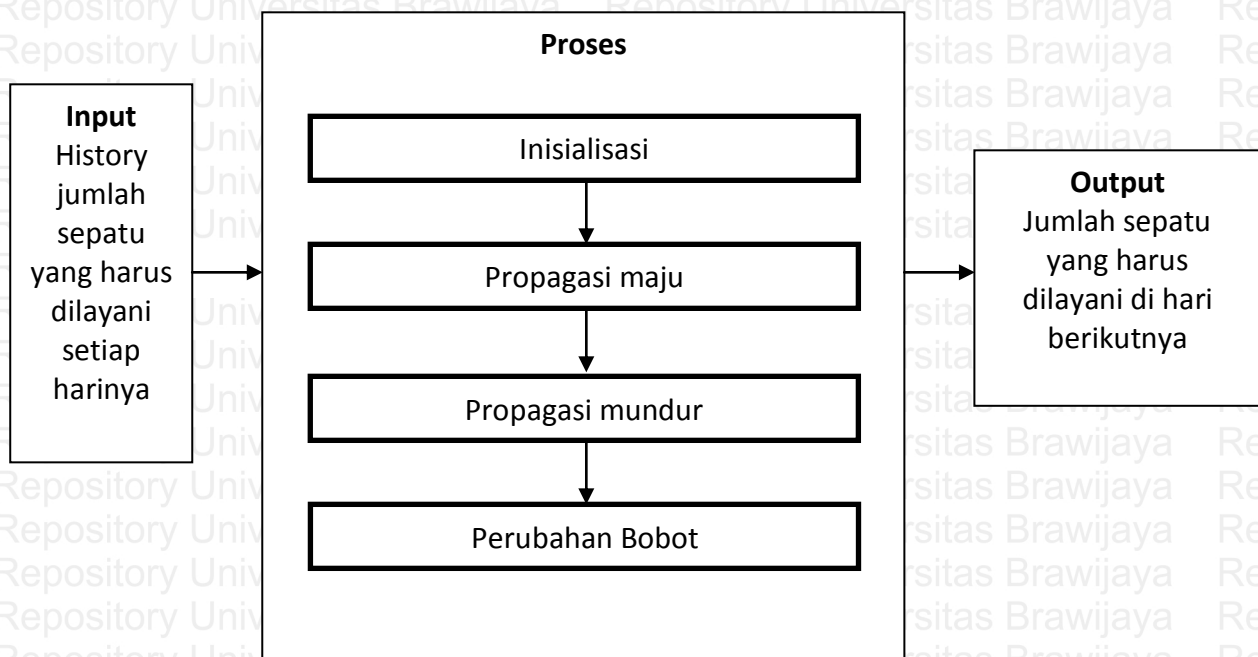 Proses
Input
History
jumlah
sepatu
yang harus
dilayani
setiap
harinya
Inisialisasi
Propagasi maju
Propagasi mundur
Perubahan Bobot
Output
Jumlah sepatu
yang harus
dilayani di hari
berikutnya
Repository Universitas Brawijaya